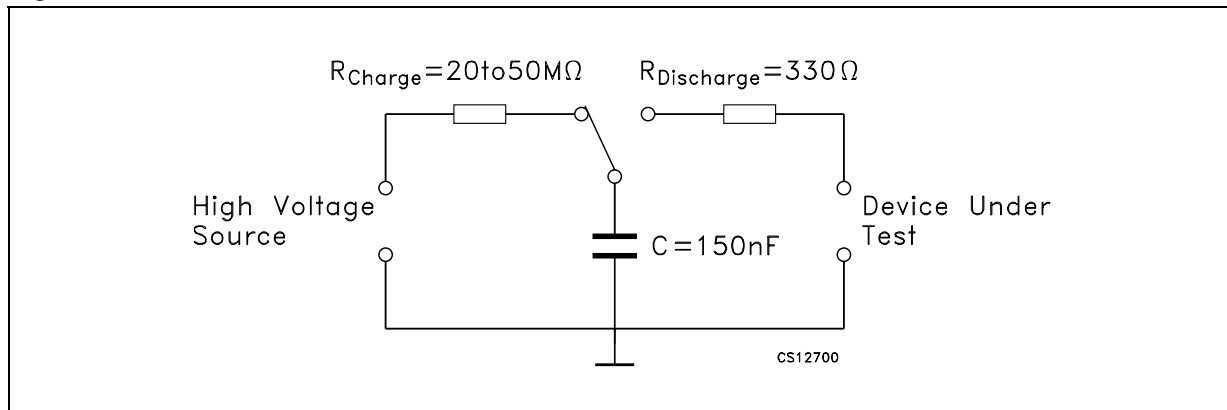 R_Charge=20to50MΩ
R_Discharge=330Ω
High Voltage
Source
C=150nF
Device Under
Test
CS12700